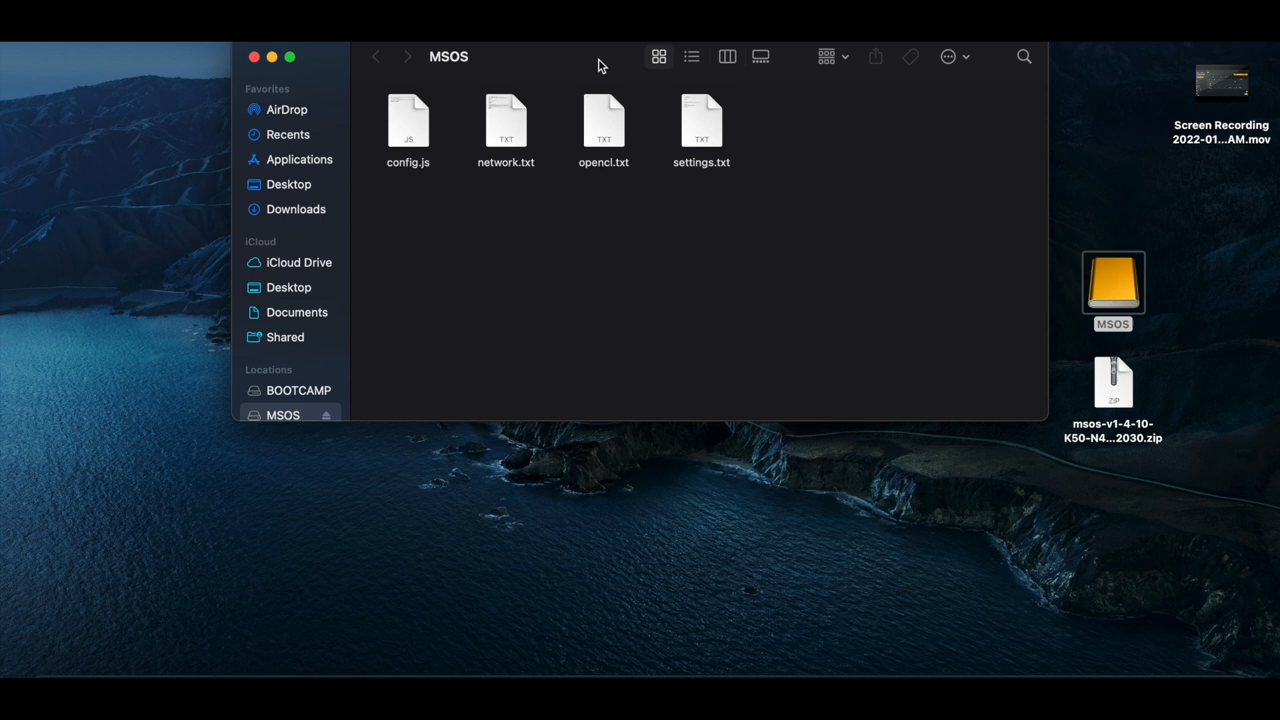 MSOS
Favorites
AirDrop
Recents
Applications
Desktop
Downloads
iCloud
iCloud Drive
Desktop
Documents
Shared
Locations
BOOTCAMP
MSOS
JS
config.js
TXT
network.txt
TXT
opencl.txt
TXT
settings.txt
Screen Recording
2022-01...AM.mov
MSOS
ZIP
msos-v1-4-10-
K50-N4...2030.zip